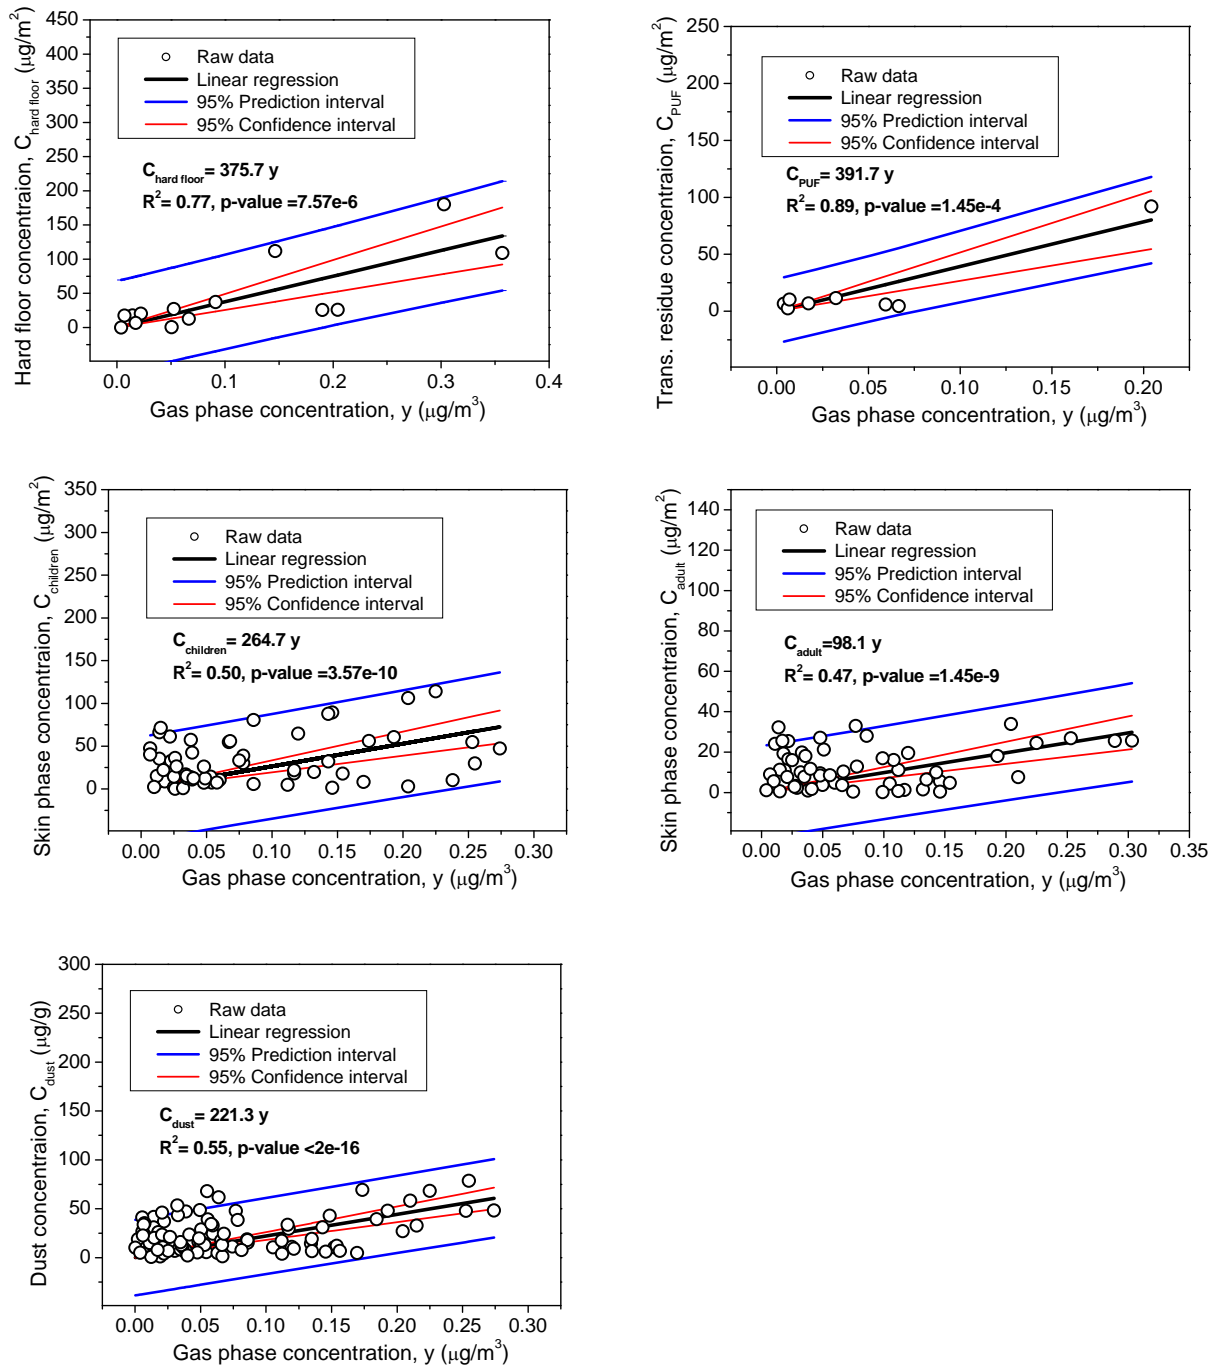 Hard floor concentraion, C_hard floor (μg/m²)
450
400
350
300
250
200
150
100
50
0
Raw data
Linear regression
95% Prediction interval
95% Confidence interval
C_hard floor= 375.7 y
R²= 0.77, p-value =7.57e-6
0.0 0.1 0.2 0.3 0.4
Gas phase concentration, y (μg/m³)
Trans. residue concentraion, C_PUF (μg/m²)
250
200
150
100
50
0
Raw data
Linear regression
95% Prediction interval
95% Confidence interval
C_PUF= 391.7 y
R²= 0.89, p-value =1.45e-4
0.00 0.05 0.10 0.15 0.20
Gas phase concentration, y (μg/m³)
Skin phase concentraion, C_children (μg/m²)
350
300
250
200
150
100
50
0
Raw data
Linear regression
95% Prediction interval
95% Confidence interval
C_children= 264.7 y
R²= 0.50, p-value =3.57e-10
0.00 0.05 0.10 0.15 0.20 0.25 0.30
Gas phase concentration, y (μg/m³)
Skin phase concentraion, C_adult (μg/m²)
140
120
100
80
60
40
20
0
Raw data
Linear regression
95% Prediction interval
95% Confidence interval
C_adult=98.1 y
R²= 0.47, p-value =1.45e-9
0.00 0.05 0.10 0.15 0.20 0.25 0.30 0.35
Gas phase concentration, y (μg/m³)
Dust concentraion, C_dust (μg/g)
300
250
200
150
100
50
0
Raw data
Linear regression
95% Prediction interval
95% Confidence interval
C_dust= 221.3 y
R²= 0.55, p-value <2e-16
0.00 0.05 0.10 0.15 0.20 0.25 0.30
Gas phase concentration, y (μg/m³)